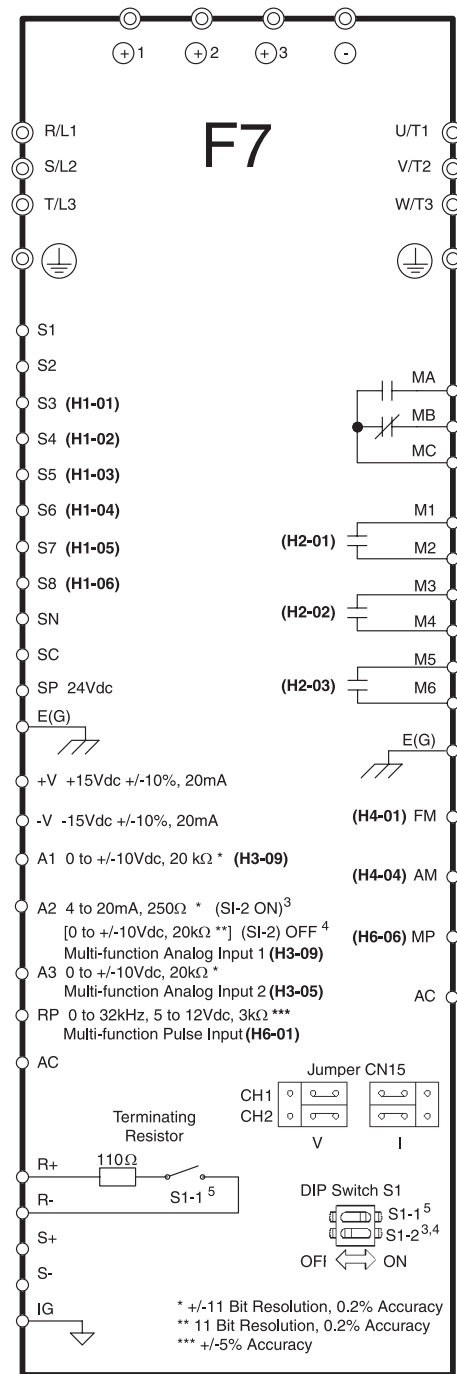 + 1 + 2 + 3 -
F7
R/L1 U/T1
S/L2 V/T2
T/L3 W/T3
S1
S2
S3 (H1-01)
S4 (H1-02)
S5 (H1-03)
S6 (H1-04)
S7 (H1-05)
S8 (H1-06)
SN
SC
SP 24Vdc
E(G)
MA
MB
MC
(H2-01) M1
M2
(H2-02) M3
M4
(H2-03) M5
M6
E(G)
+V +15Vdc +/-10%, 20mA
-V -15Vdc +/-10%, 20mA
A1 0 to +/-10Vdc, 20 kΩ * (H3-09)
A2 4 to 20mA, 250Ω * (SI-2 ON)3
[0 to +/-10Vdc, 20kΩ **] (SI-2) OFF 4
Multi-function Analog Input 1 (H3-09)
A3 0 to +/-10Vdc, 20kΩ *
Multi-function Analog Input 2 (H3-05)
RP 0 to 32kHz, 5 to 12Vdc, 3kΩ ***
Multi-function Pulse Input (H6-01)
AC
(H4-01) FM
(H4-04) AM
(H6-06) MP
AC
Jumper CN15
CH1
CH2
V I
Terminating
Resistor
110Ω
S1-1 5
R+
R-
S+
S-
IG
DIP Switch S1
S1-1 5
S1-2 3,4
OFF ON
* +/-11 Bit Resolution, 0.2% Accuracy
** 11 Bit Resolution, 0.2% Accuracy
*** +/-5% Accuracy